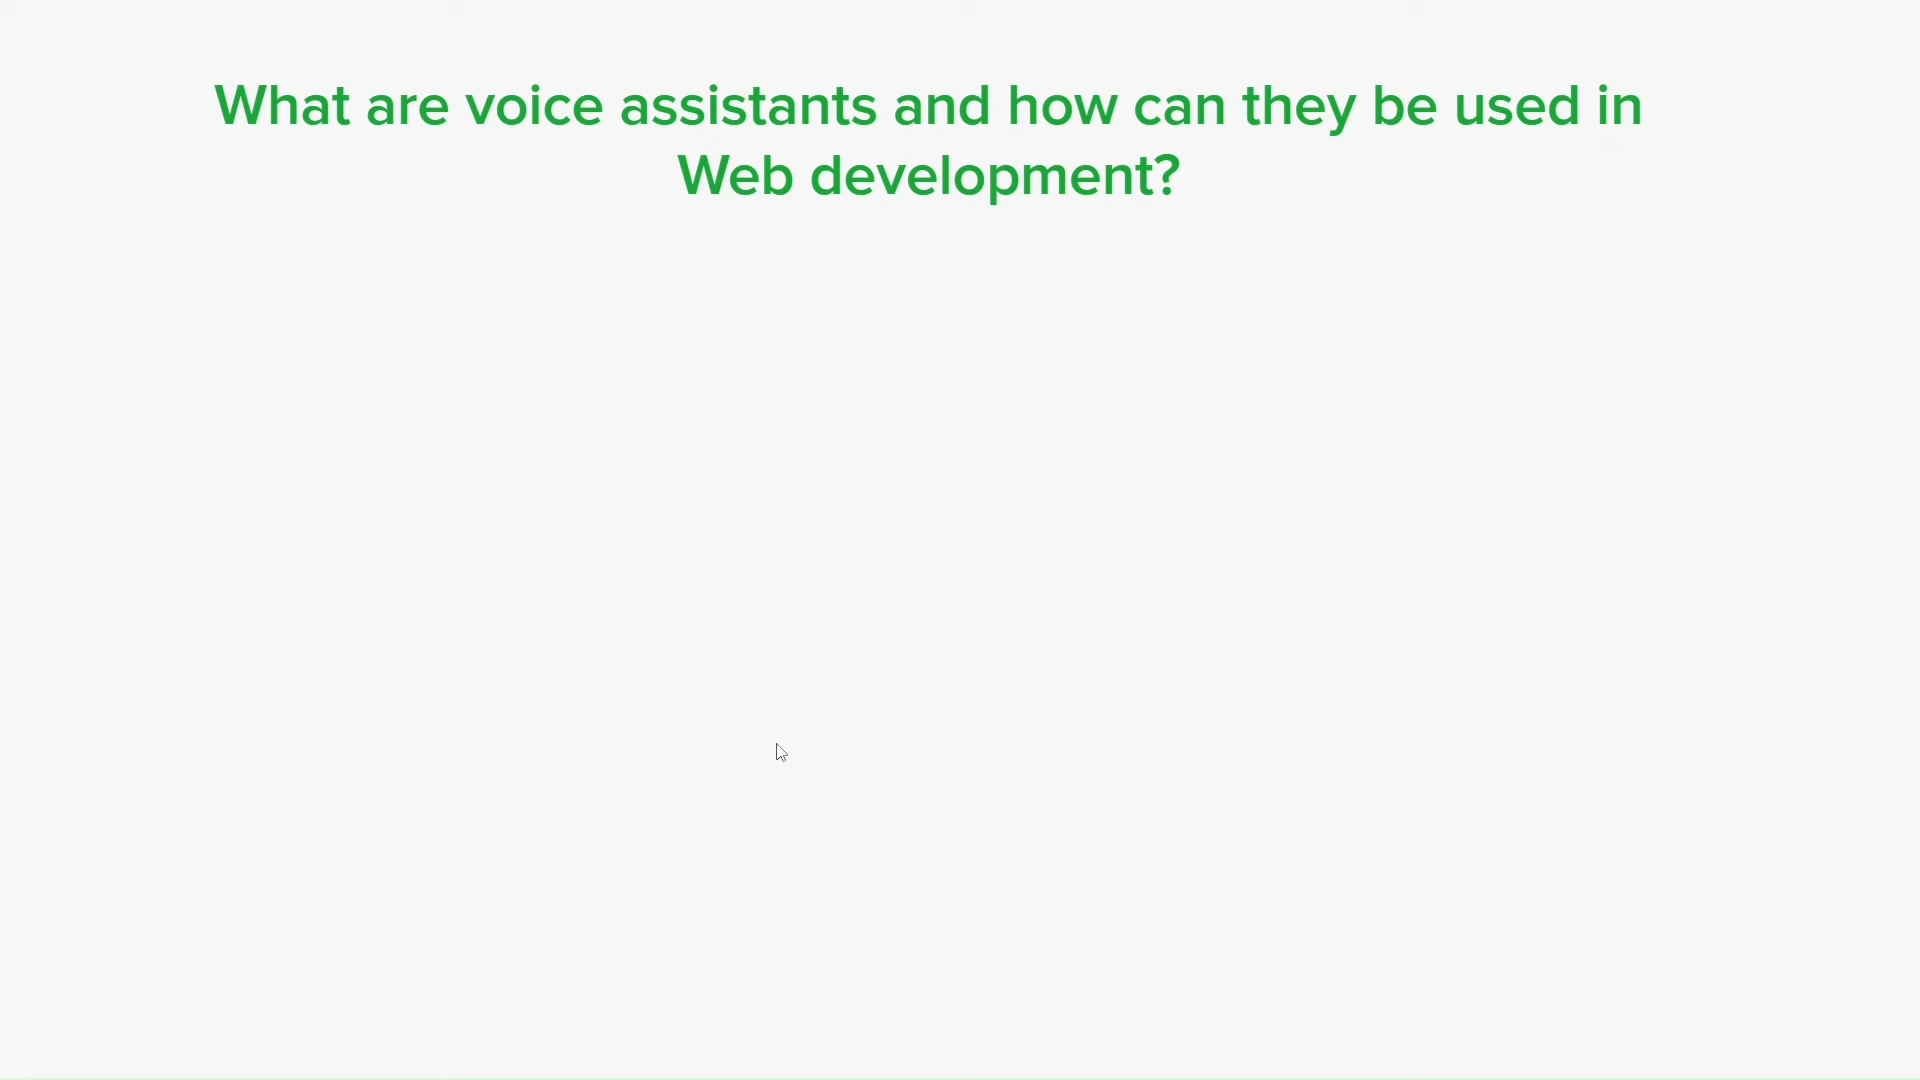 What are voice assistants and how can they be used in
Web development?